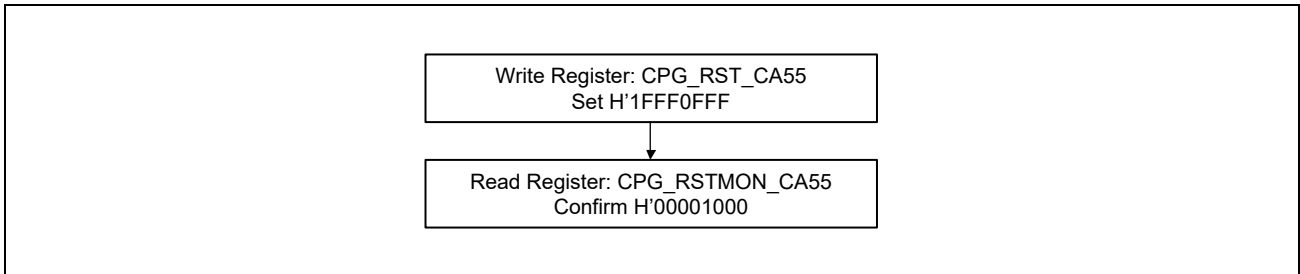 Write Register: CPG_RST_CA55
Set H'1FFF0FFF
Read Register: CPG_RSTMON_CA55
Confirm H'00001000